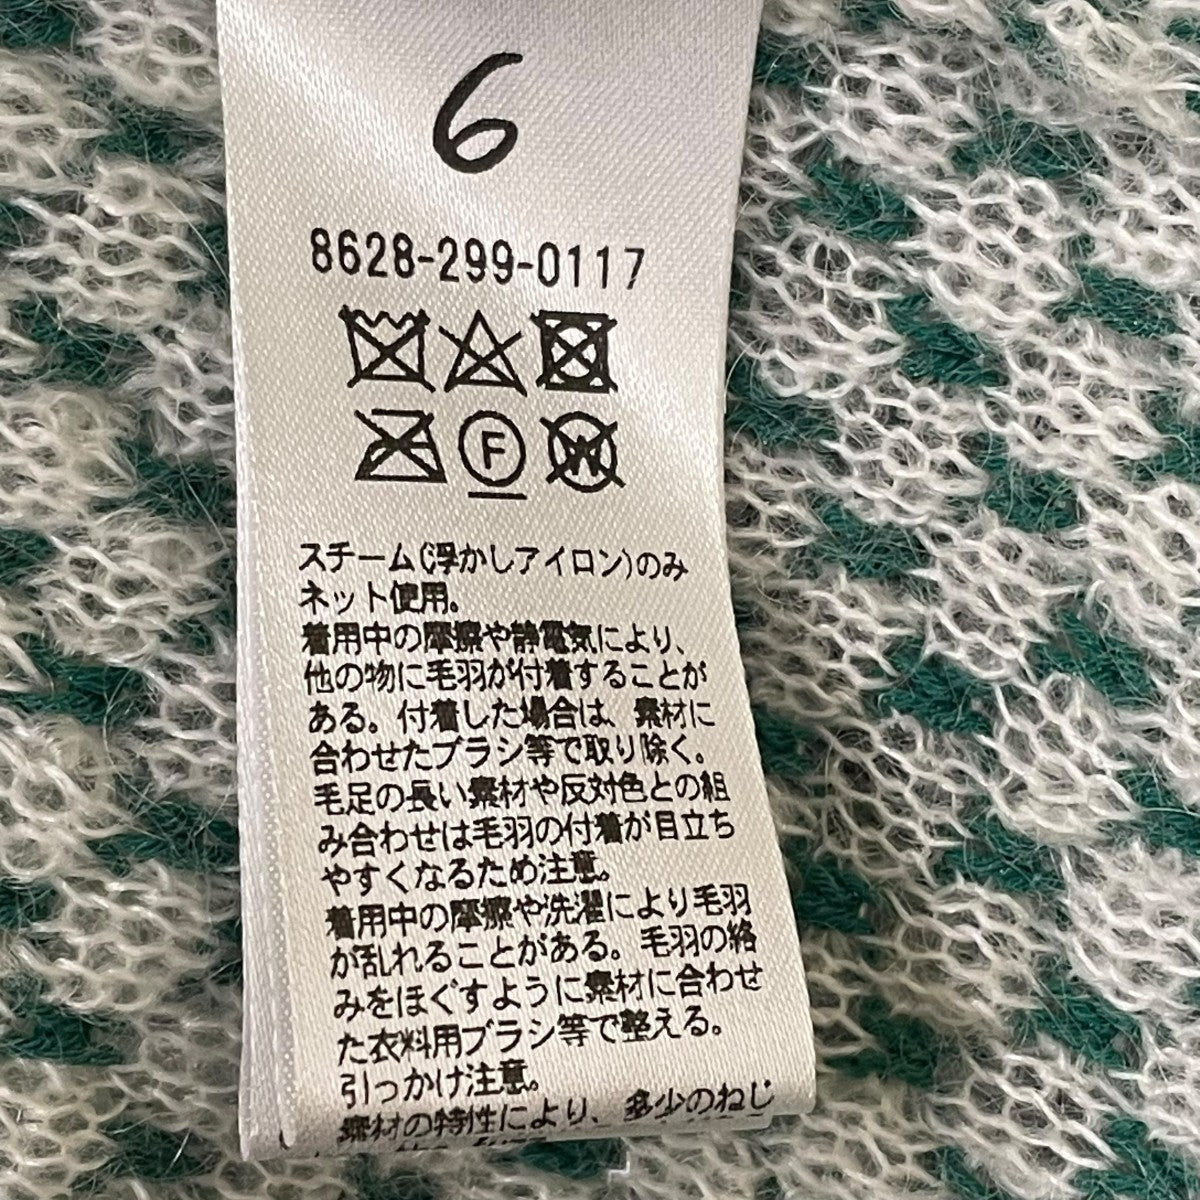 6
8628-299-0117
F
W
スチーム(浮かしアイロン)のみ
ネット使用。
着用中の摩擦や静電気により、
他の物に毛羽が付着することが
ある。付着した場合は、素材に
合わせたブラシ等で取り除く。
毛足の長い素材や反対色との組
み合わせは毛羽の付着が目立ち
やすくなるため注意。
着用中の摩擦や洗濯により毛羽
が乱れることがある。毛羽の絡
みをほぐすように素材に合わせ
た衣料用ブラシ等で整える。
引っかけ注意。
素材の特性により、多少のねじ